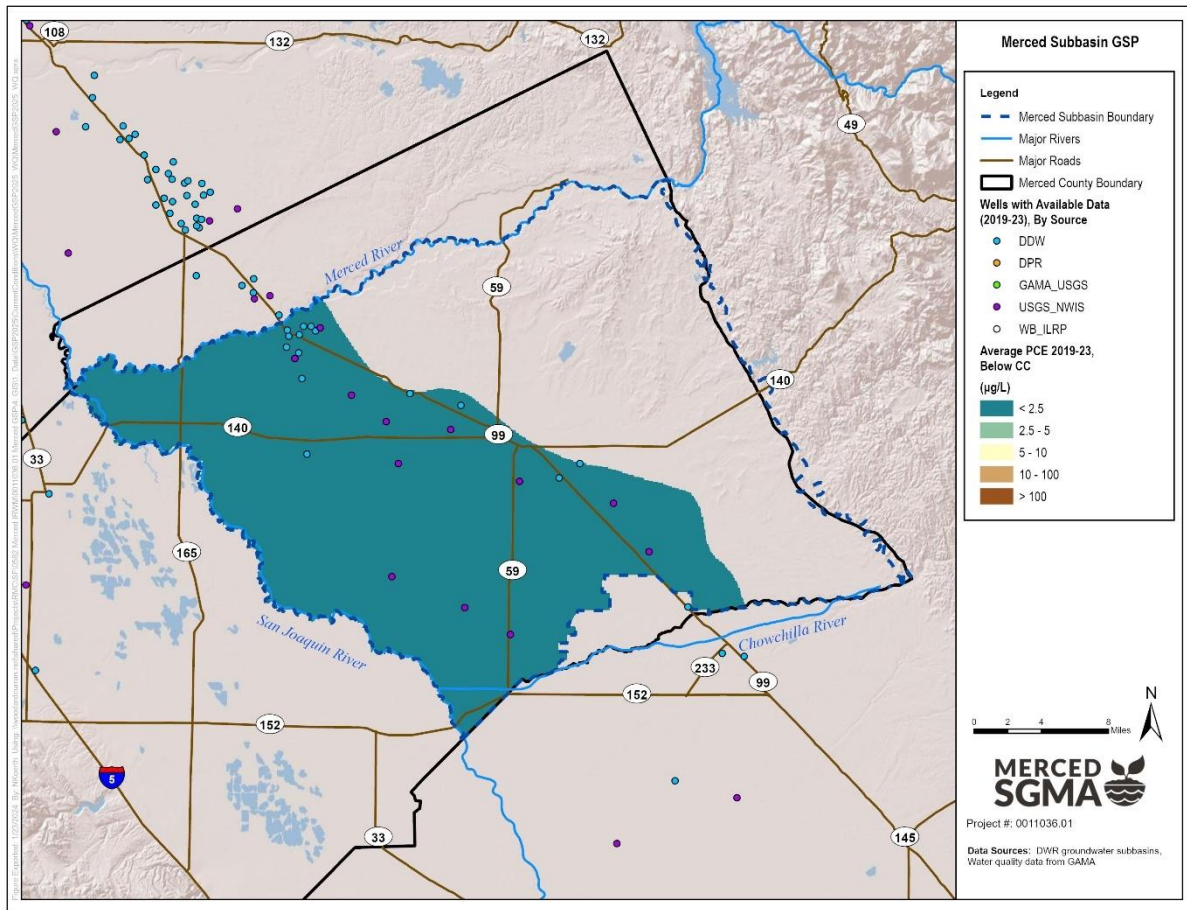 108
132
132
49
Merced River
59
140
140
99
33
165
59
San Joaquin River
Chowchilla River
233
99
152
152
5
33
145
Merced Subbasin GSP
Legend
Merced Subbasin Boundary
Major Rivers
Major Roads
Merced County Boundary
Wells with Available Data
(2019-23), By Source
DDW
DPR
GAMA_USGS
USGS_NWIS
WB_ILRP
Average PCE 2019-23,
Below CC
(µg/L)
< 2.5
2.5 - 5
5 - 10
10 - 100
> 100
N
0 2 4 8
Miles
MERCED
SGMA
Project #: 0011036.01
Data Sources: DWR groundwater subbasins,
Water quality data from GAMA